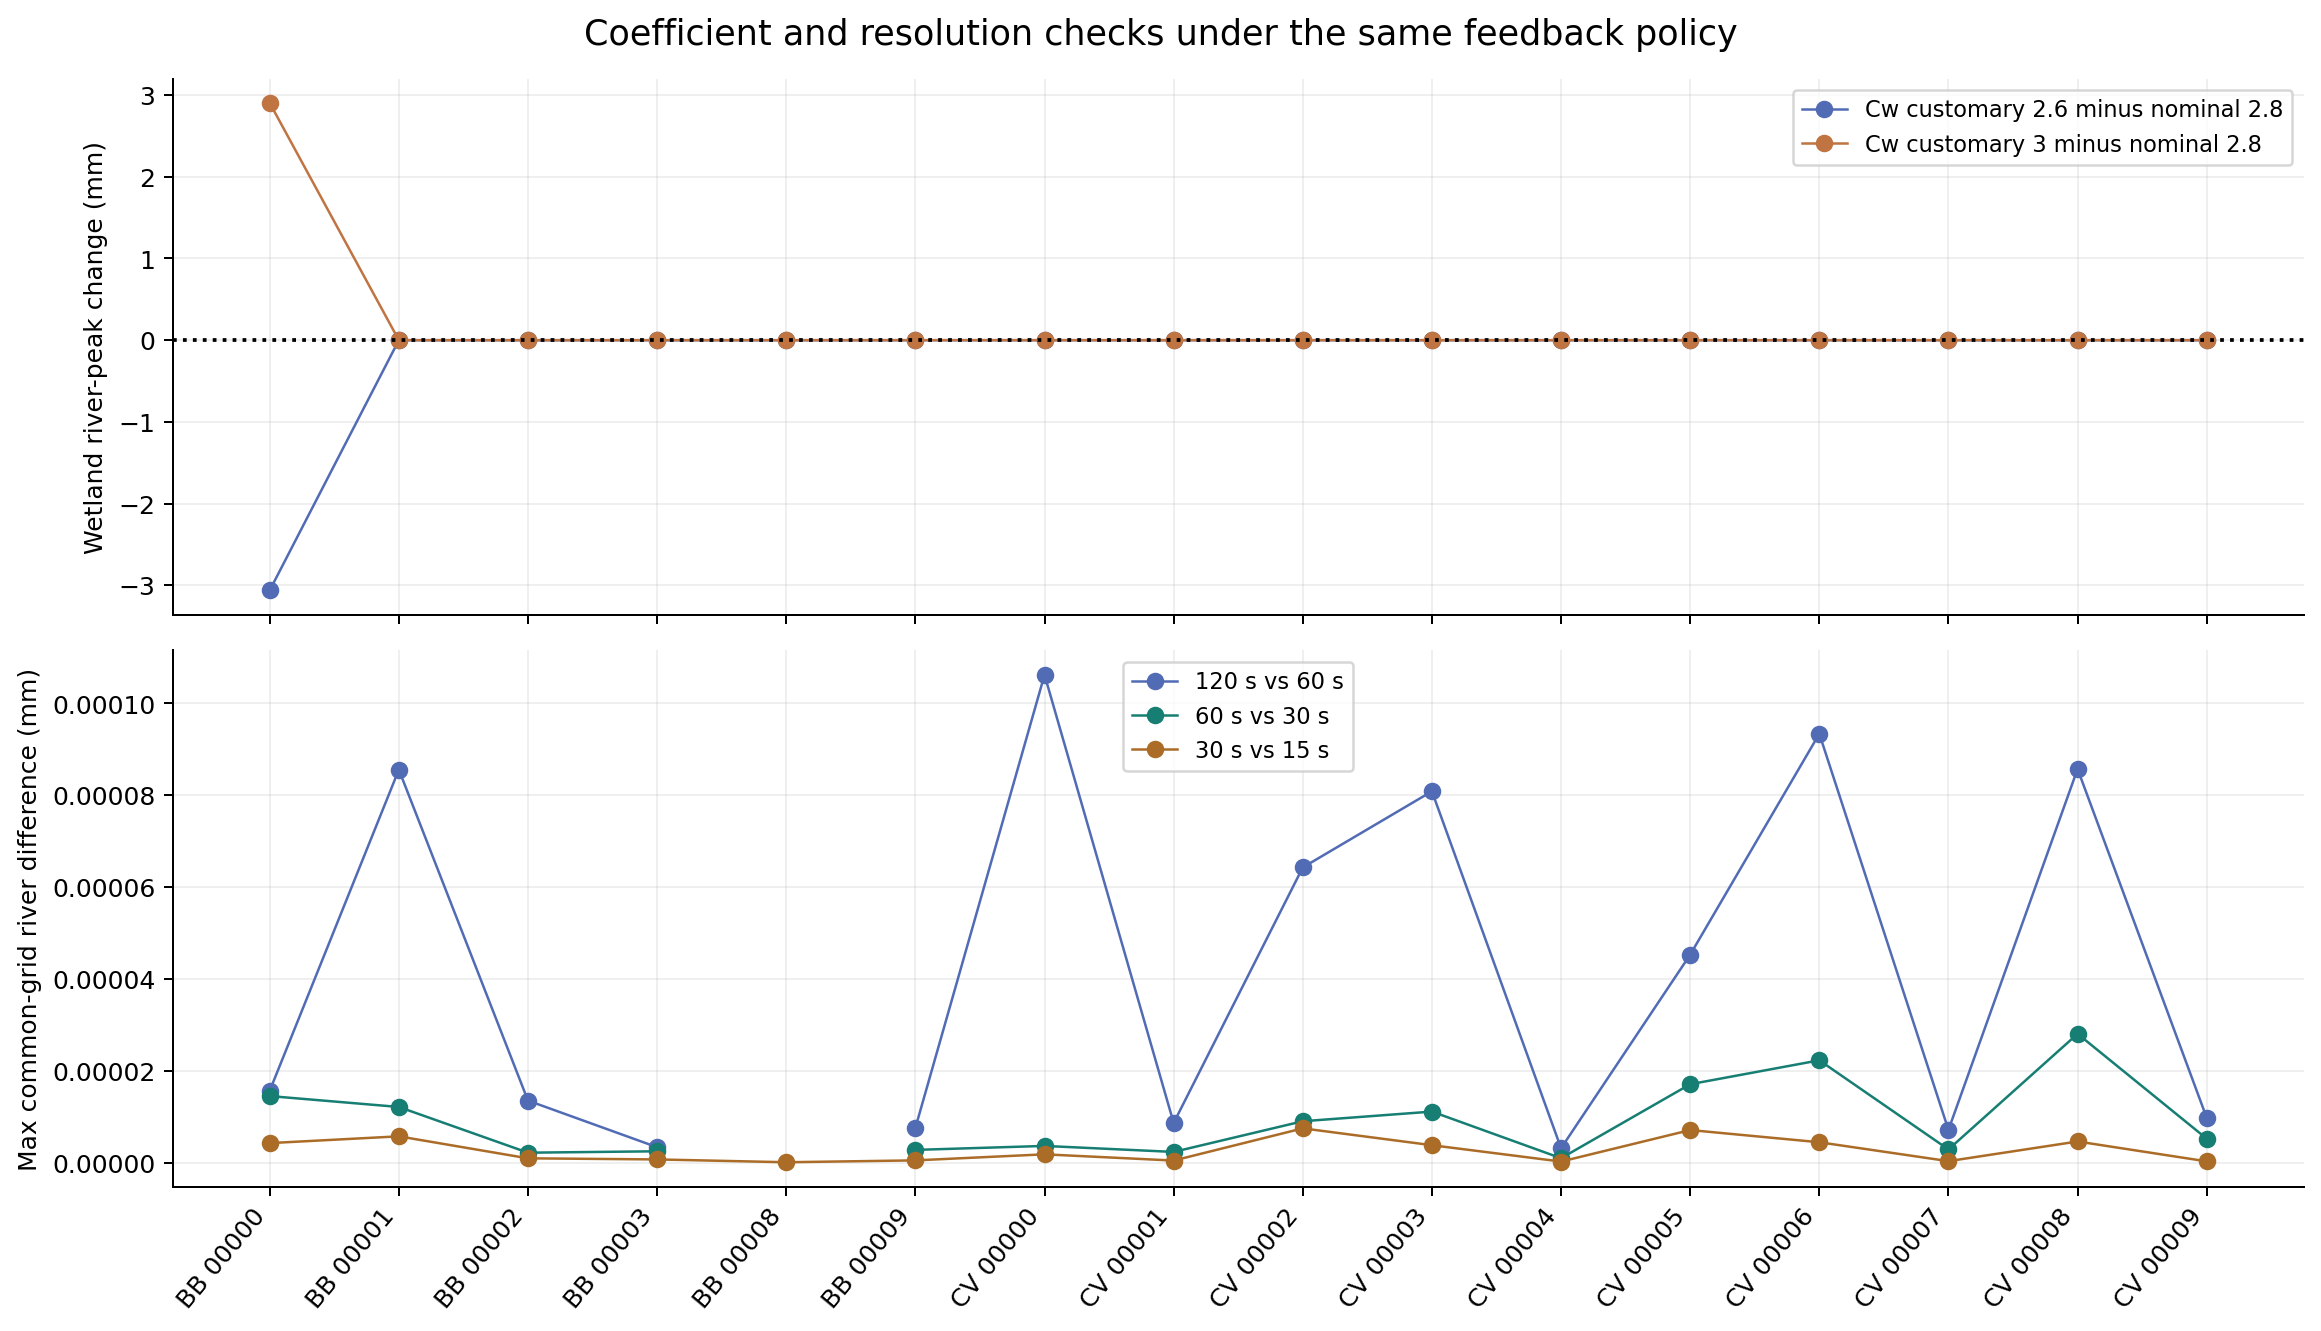 Coefficient and resolution checks under the same feedback policy
Wetland river-peak change (mm)
3
2
1
0
−1
−2
−3
Cw customary 2.6 minus nominal 2.8
Cw customary 3 minus nominal 2.8
Max common-grid river difference (mm)
0.00010
0.00008
0.00006
0.00004
0.00002
0.00000
120 s vs 60 s
60 s vs 30 s
30 s vs 15 s
BB 00000
BB 00001
BB 00002
BB 00003
BB 00008
BB 00009
CV 00000
CV 00001
CV 00002
CV 00003
CV 00004
CV 00005
CV 00006
CV 00007
CV 00008
CV 00009